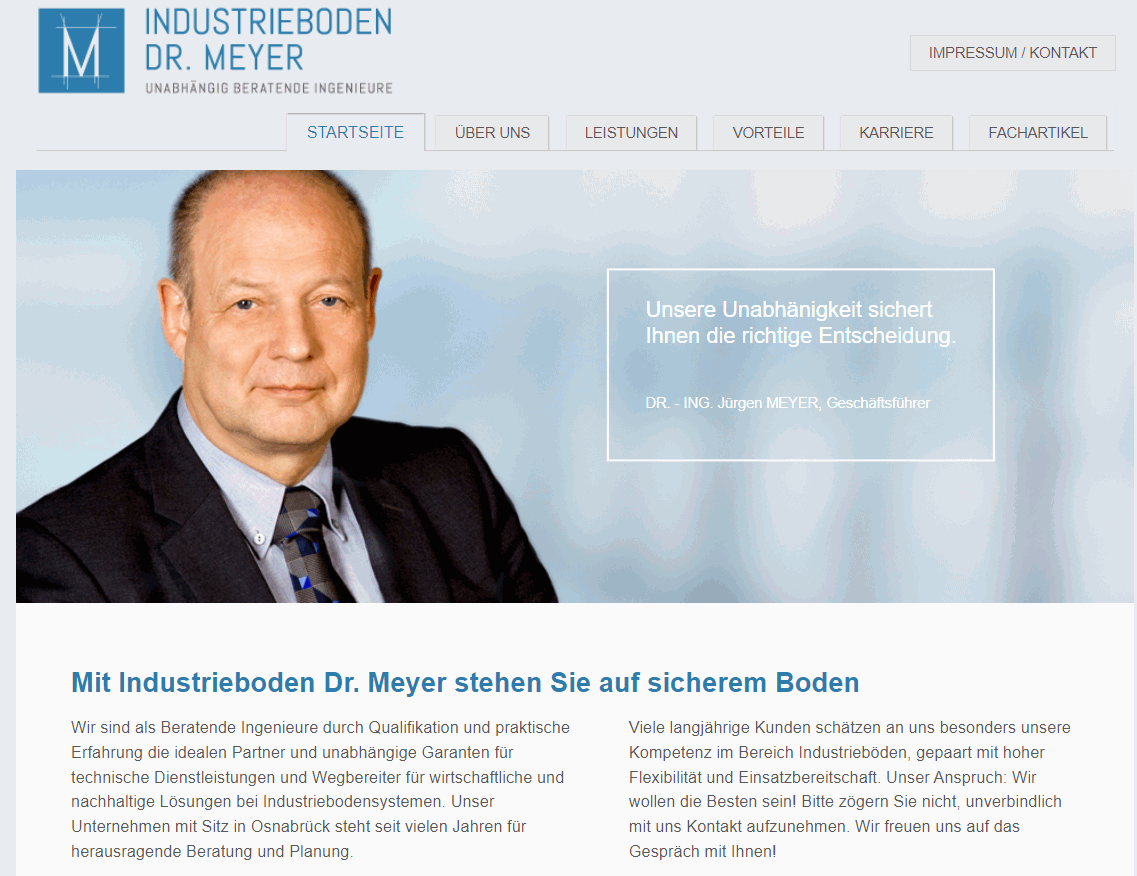 M
INDUSTRIEBODEN
DR. MEYER
UNABHÄNGIG BERATENDE INGENIEURE
IMPRESSUM / KONTAKT
STARTSEITE ÜBER UNS LEISTUNGEN VORTEILE KARRIERE FACHARTIKEL
Unsere Unabhänigkeit sichert
Ihnen die richtige Entscheidung.
DR. - ING. Jürgen MEYER, Geschäftsführer
Mit Industrieboden Dr. Meyer stehen Sie auf sicherem Boden
Wir sind als Beratende Ingenieure durch Qualifikation und praktische
Erfahrung die idealen Partner und unabhängige Garanten für
technische Dienstleistungen und Wegbereiter für wirtschaftliche und
nachhaltige Lösungen bei Industriebodensystemen. Unser
Unternehmen mit Sitz in Osnabrück steht seit vielen Jahren für
herausragende Beratung und Planung.
Viele langjährige Kunden schätzen an uns besonders unsere
Kompetenz im Bereich Industrieböden, gepaart mit hoher
Flexibilität und Einsatzbereitschaft. Unser Anspruch: Wir
wollen die Besten sein! Bitte zögern Sie nicht, unverbindlich
mit uns Kontakt aufzunehmen. Wir freuen uns auf das
Gespräch mit Ihnen!